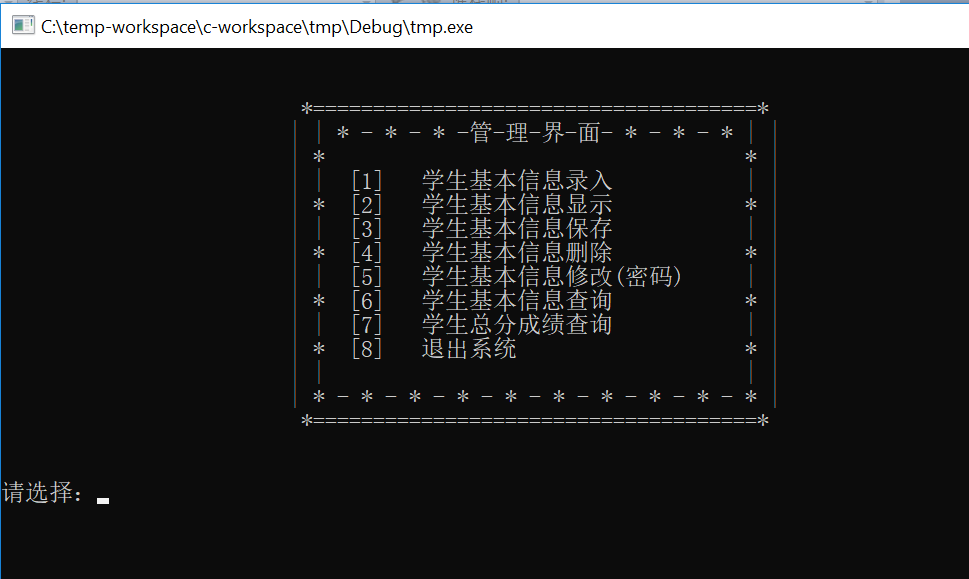 C:\temp-workspace\c-workspace\tmp\Debug\tmp.exe
*=====================================*
| | * - * - * -管-理-界-面- * - * - * | |
| * * |
| | [1] 学生基本信息录入 | |
| * [2] 学生基本信息显示 * |
| | [3] 学生基本信息保存 | |
| * [4] 学生基本信息删除 * |
| | [5] 学生基本信息修改(密码) | |
| * [6] 学生基本信息查询 * |
| | [7] 学生总分成绩查询 | |
| * [8] 退出系统 * |
| | | |
| * - * - * - * - * - * - * - * - * - * |
*=====================================*
请选择：